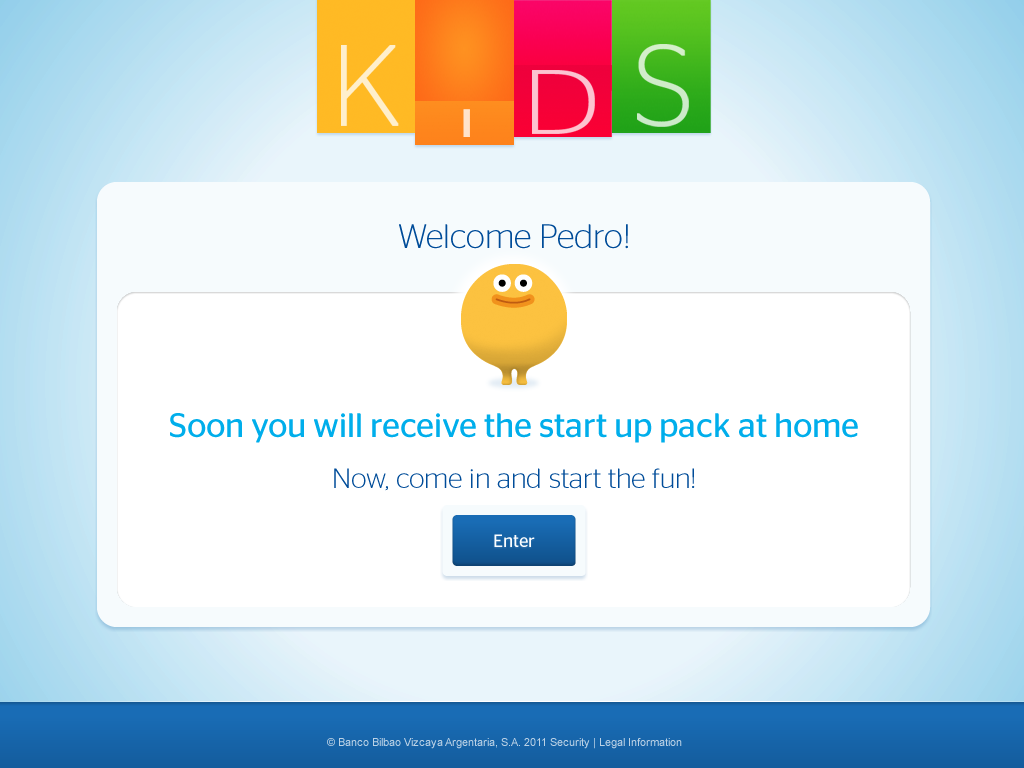 KIDS
Welcome Pedro!
Soon you will receive the start up pack at home
Now, come in and start the fun!
Enter
© Banco Bilbao Vizcaya Argentaria, S.A. 2011 Security | Legal Information